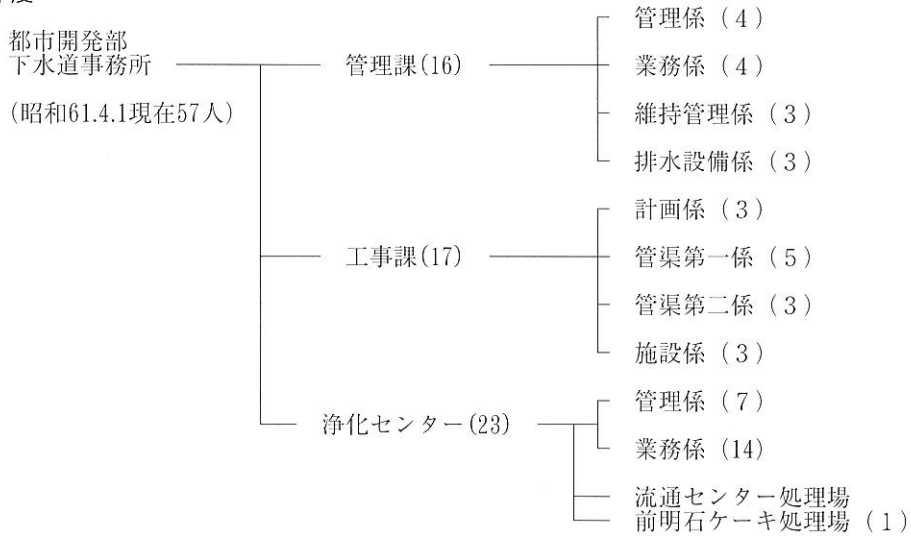 都市開発部
下水道事務所
(昭和61.4.1現在57人)
管理課(16)
管理係(4)
業務係(4)
維持管理係(3)
排水設備係(3)
工事課(17)
計画係(3)
管渠第一係(5)
管渠第二係(3)
施設係(3)
浄化センター(23)
管理係(7)
業務係(14)
流通センター処理場
前明石ケーキ処理場(1)